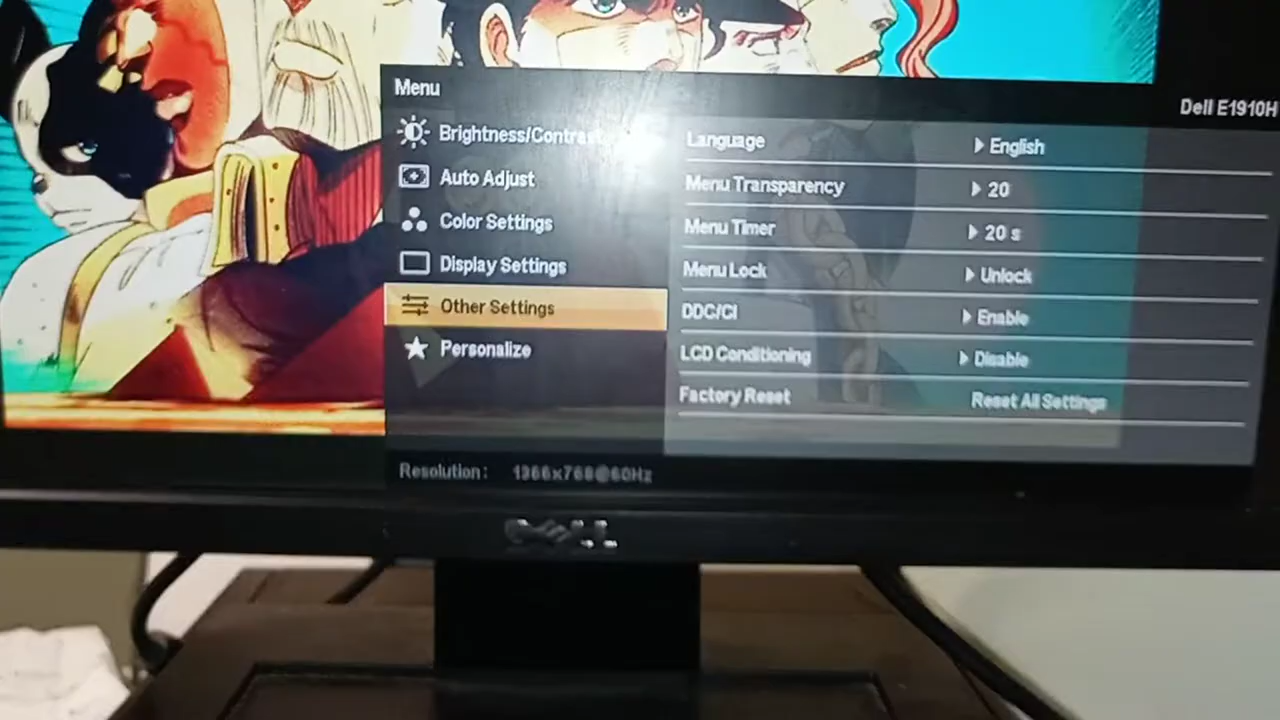 Menu
Dell E1910H
Brightness/Contrast
Auto Adjust
Color Settings
Display Settings
Other Settings
Personalize
Language English
Menu Transparency 20
Menu Timer 20 s
Menu Lock Unlock
DDC/CI Enable
LCD Conditioning Disable
Factory Reset Reset All Settings
Resolution: 1366x768@60Hz
DELL